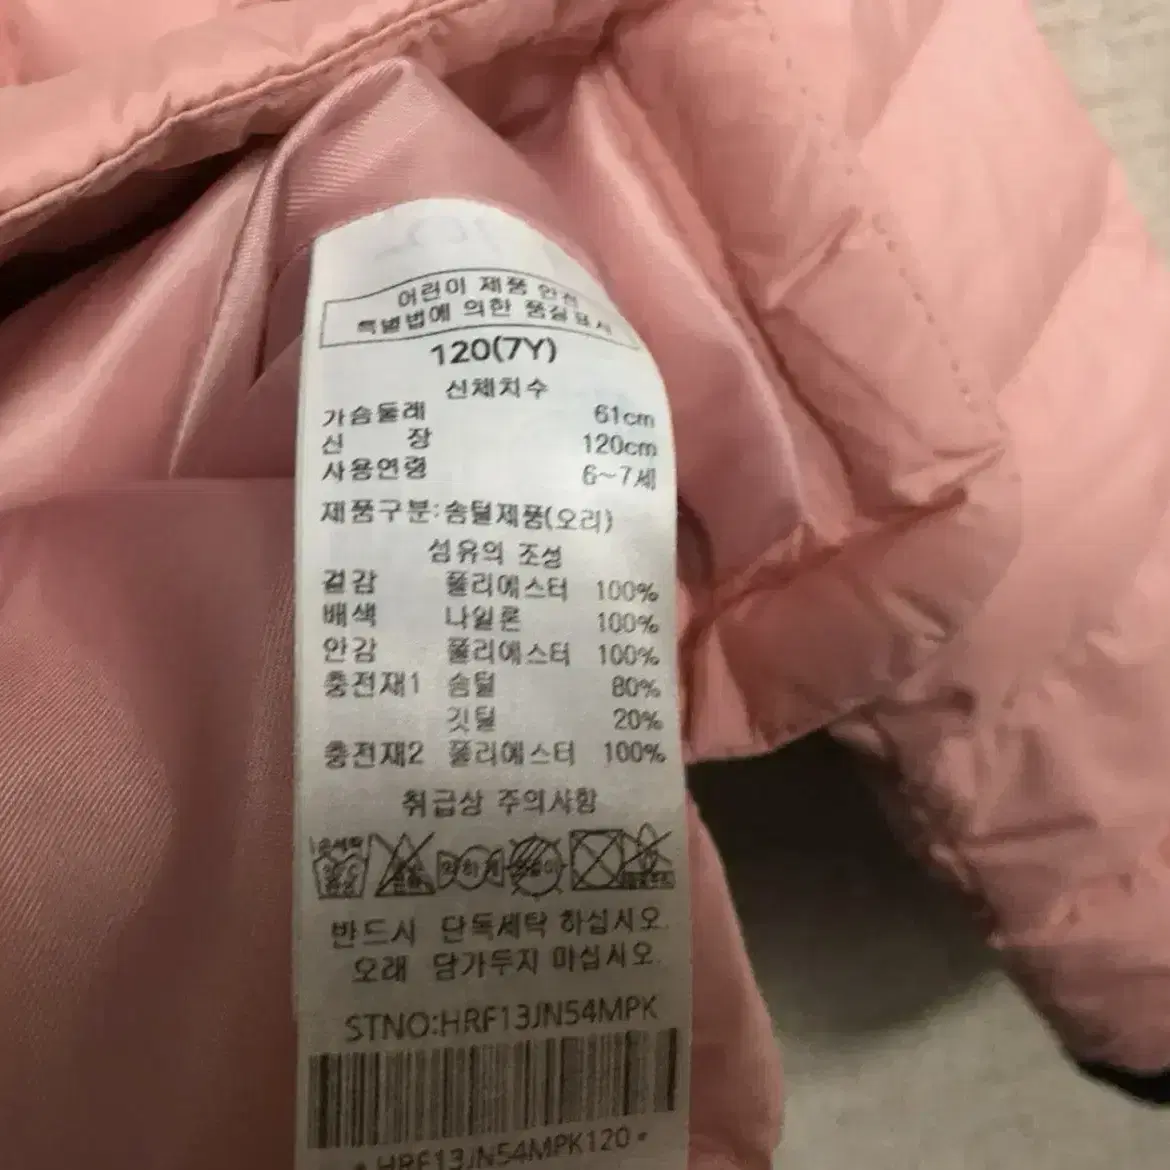 어린이 제품 안전
특별법에 의한 품질표시
120(7Y)
신체치수
가슴둘레 61cm
신 장 120cm
사용연령 6~7세
제품구분:솜털제품(오리)
섬유의 조성
겉감 폴리에스터 100%
배색 나일론 100%
안감 폴리에스터 100%
충전재1 솜털 80%
깃털 20%
충전재2 폴리에스터 100%
취급상 주의사항
손세탁
약하게
반드시 단독세탁 하십시오.
오래 담가두지 마십시오.
STNO:HRF13JN54MPK
*HRF13JN54MPK120*